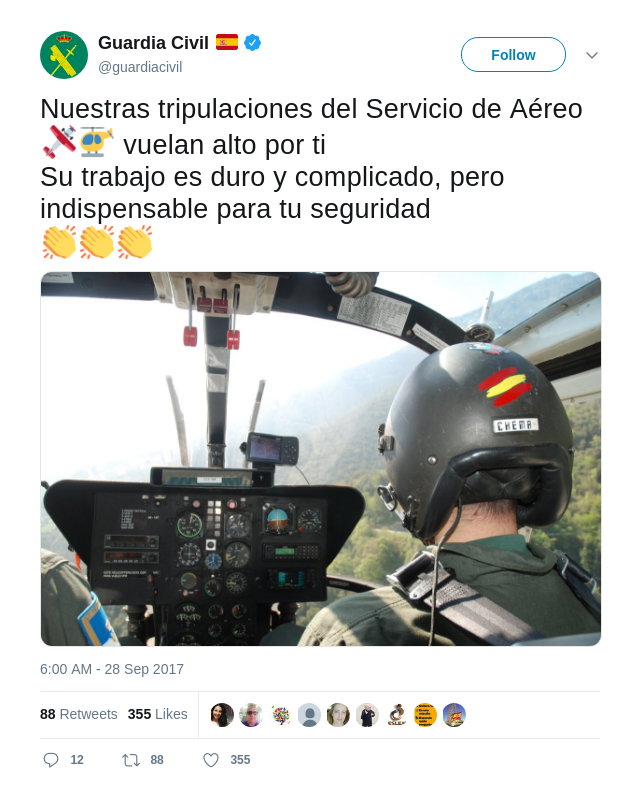 Guardia Civil
@guardiacivil
Follow
Nuestras tripulaciones del Servicio de Aéreo
vuelan alto por ti
Su trabajo es duro y complicado, pero
indispensable para tu seguridad
CHEMA
6:00 AM - 28 Sep 2017
88 Retweets 355 Likes
12 88 355